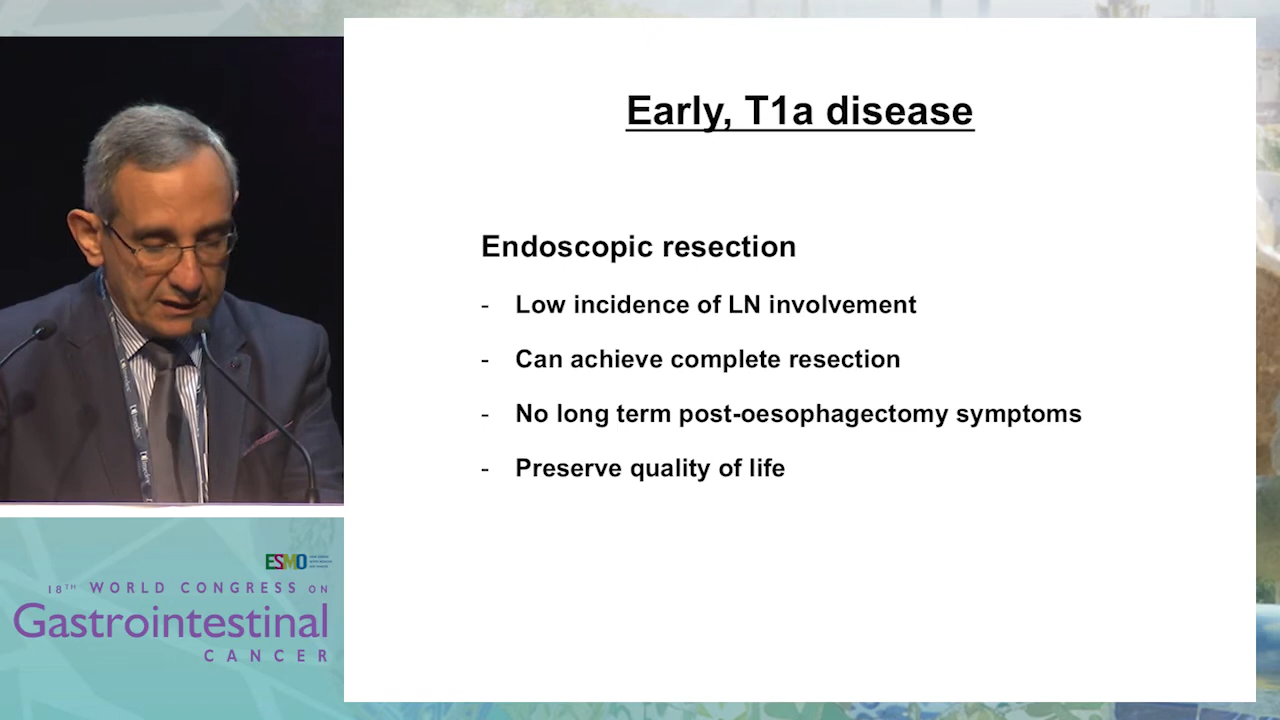 Early, T1a disease
Endoscopic resection
- Low incidence of LN involvement
- Can achieve complete resection
- No long term post-oesophagectomy symptoms
- Preserve quality of life
ESMO
18TH WORLD CONGRESS ON
Gastrointestinal
CANCER